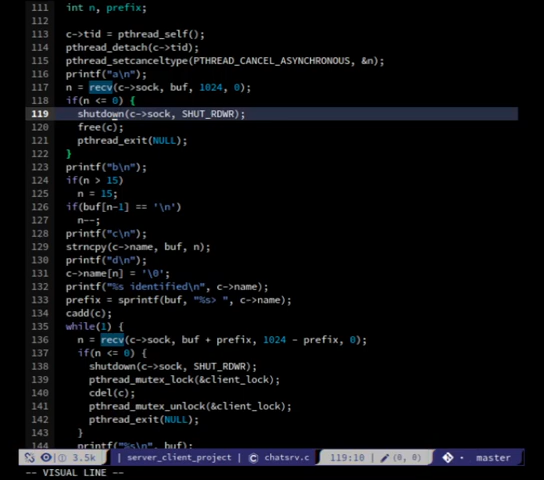 111 int n, prefix;
112
113 c->tid = pthread_self();
114 pthread_detach(c->tid);
115 pthread_setcanceltype(PTHREAD_CANCEL_ASYNCHRONOUS, &n);
116 printf("a\n");
117 n = recv(c->sock, buf, 1024, 0);
118 if(n <= 0) {
119 shutdown(c->sock, SHUT_RDWR);
120 free(c);
121 pthread_exit(NULL);
122 }
123 printf("b\n");
124 if(n > 15)
125 n = 15;
126 if(buf[n-1] == '\n')
127 n--;
128 printf("c\n");
129 strncpy(c->name, buf, n);
130 printf("d\n");
131 c->name[n] = '\0';
132 printf("%s identified\n", c->name);
133 prefix = sprintf(buf, "%s> ", c->name);
134 cadd(c);
135 while(1) {
136 n = recv(c->sock, buf + prefix, 1024 - prefix, 0);
137 if(n <= 0) {
138 shutdown(c->sock, SHUT_RDWR);
139 pthread_mutex_lock(&client_lock);
140 cdel(c);
141 pthread_mutex_unlock(&client_lock);
142 pthread_exit(NULL);
143 }
144 printf("%s\n", buf);
3.5k | server_client_project | chatsrv.c 119:10 | (0, 0) master
-- VISUAL LINE --